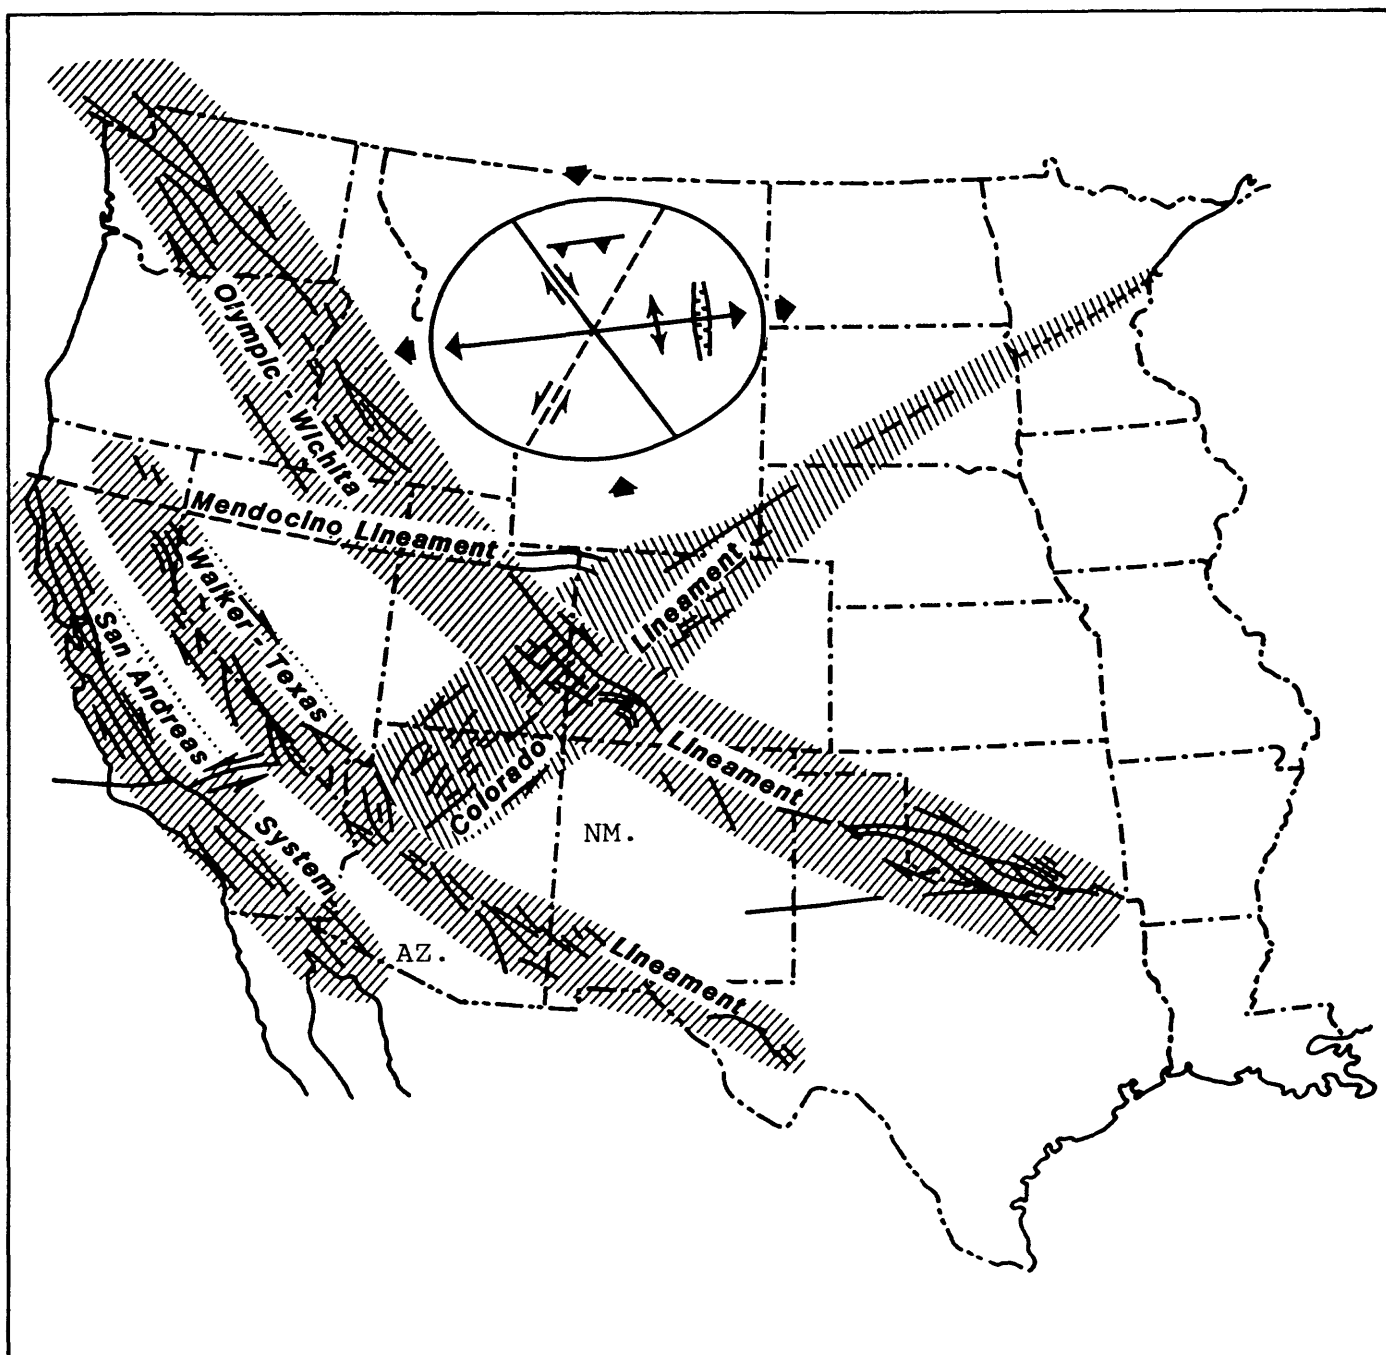 Olympic - Wichita
Lineament
Mendocino Lineament
Walker - Texas
Lineament
Colorado
Lineament
San Andreas
System
NM.
AZ.